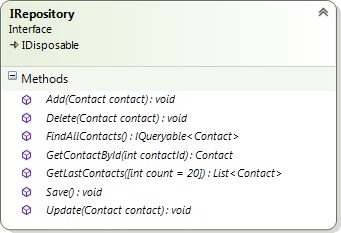 IRepository
Interface
IDisposable
Methods
Add(Contact contact) : void
Delete(Contact contact) : void
FindAllContacts() : IQueryable<Contact>
GetContactById(int contactId) : Contact
GetLastContacts([int count = 20]) : List<Contact>
Save() : void
Update(Contact contact) : void